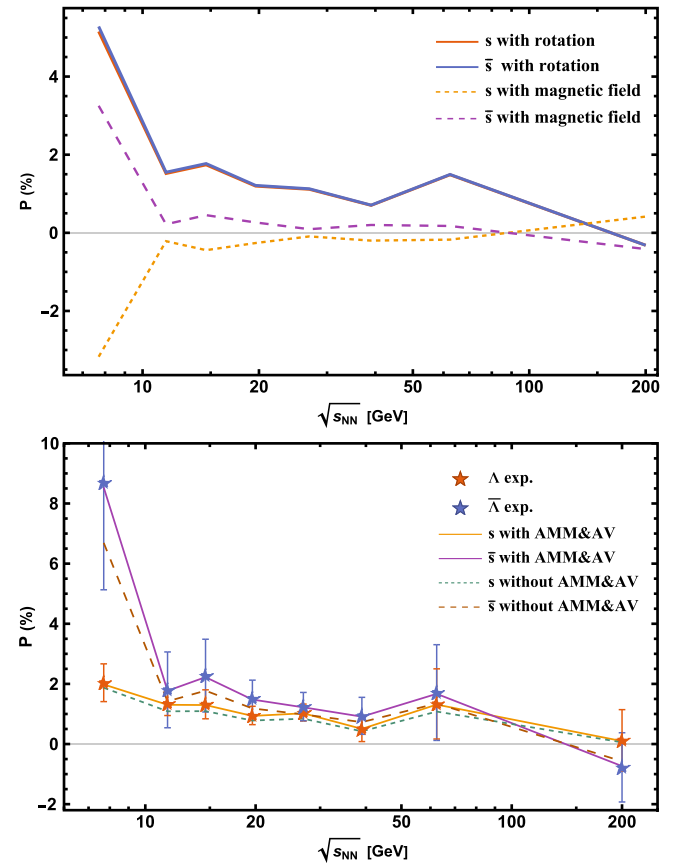 s with rotation
s̅ with rotation
s with magnetic field
s̅ with magnetic field
P (%)
4
2
0
−2
10
20
50
100
200
√sNN [GeV]
Λ exp.
Λ̅ exp.
s with AMM&AV
s̅ with AMM&AV
s without AMM&AV
s̅ without AMM&AV
P (%)
10
8
6
4
2
0
−2
10
20
50
100
200
√sNN [GeV]